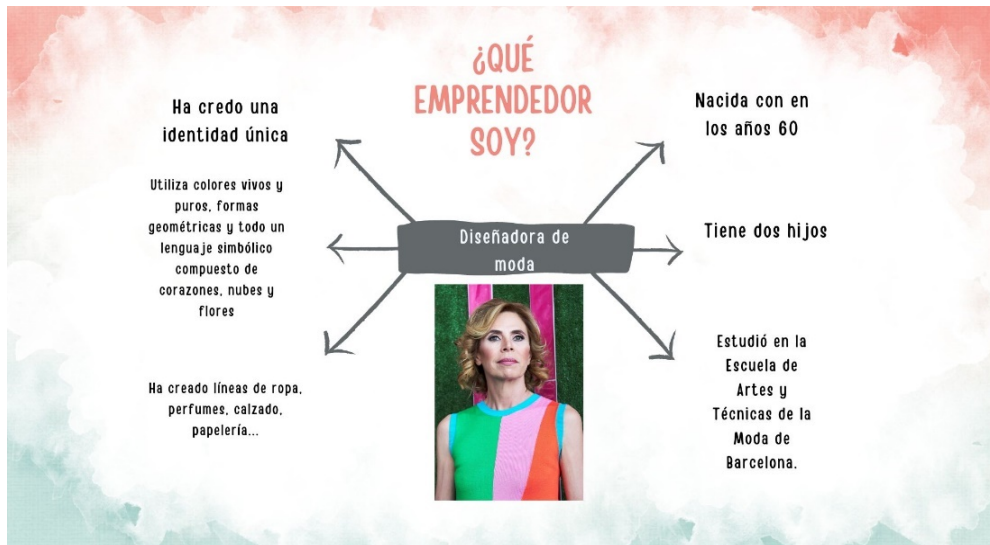 ¿QUÉ
EMPRENDEDOR
SOY?
Ha credo una
identidad única
Utiliza colores vivos y
puros, formas
geométricas y todo un
lenguaje simbólico
compuesto de
corazones, nubes y
flores
Ha creado líneas de ropa,
perfumes, calzado,
papelería...
Diseñadora de
moda
Nacida con en
los años 60
Tiene dos hijos
Estudió en la
Escuela de
Artes y
Técnicas de la
Moda de
Barcelona.